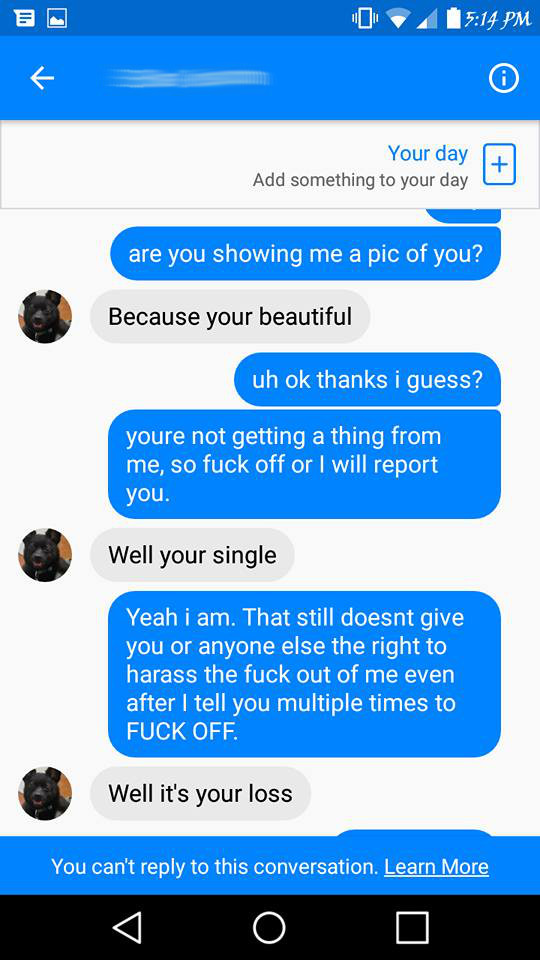 5:14 PM
Your day
Add something to your day
are you showing me a pic of you?
Because your beautiful
uh ok thanks i guess?
youre not getting a thing from
me, so fuck off or I will report
you.
Well your single
Yeah i am. That still doesnt give
you or anyone else the right to
harass the fuck out of me even
after I tell you multiple times to
FUCK OFF.
Well it's your loss
You can't reply to this conversation. Learn More